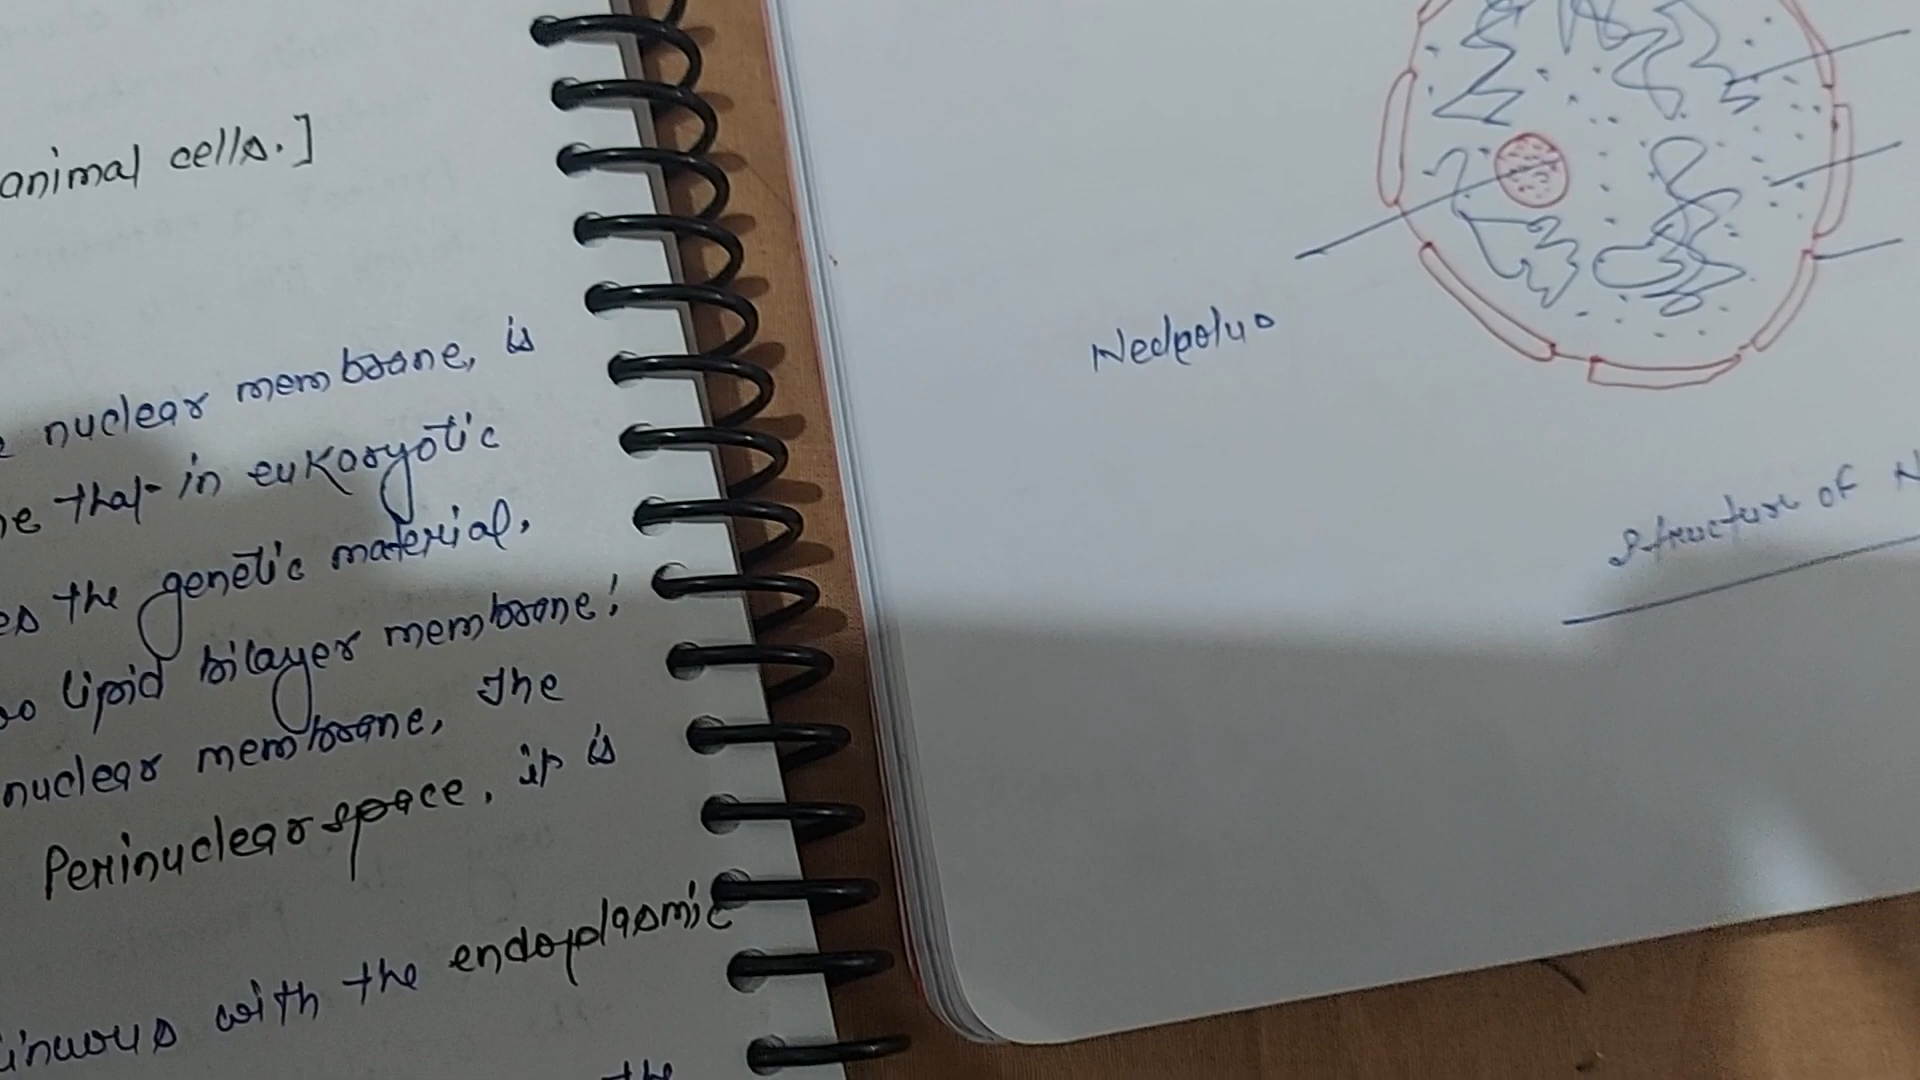 animal cells.]
nuclear membrane, is
that in eukaryotic
the genetic material,
lipid bilayer membrane:
nuclear membrane, The
Perinuclear space, it is
with the endoplasmic
the
Structure of N